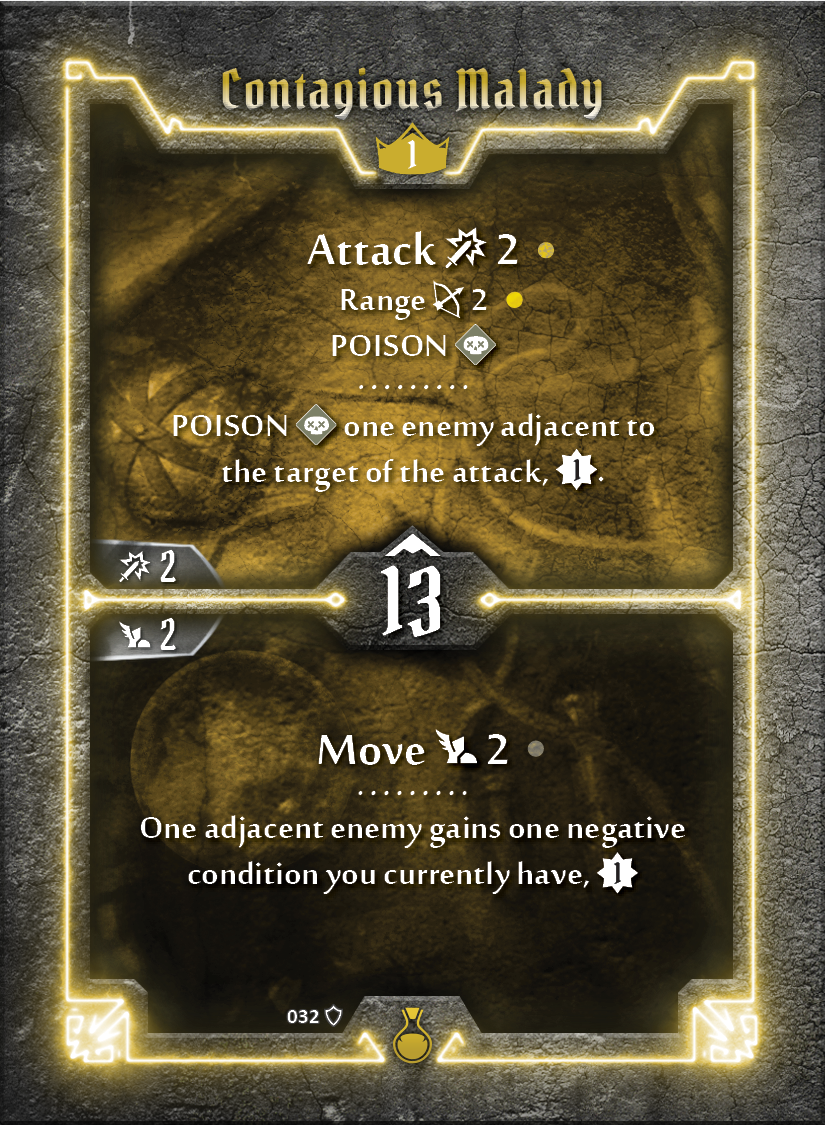 Contagious Malady
1
Attack 2
Range 2
POISON
.........
POISON one enemy adjacent to
the target of the attack, 1.
2
13
2
Move 2
.........
One adjacent enemy gains one negative
condition you currently have, 1
032